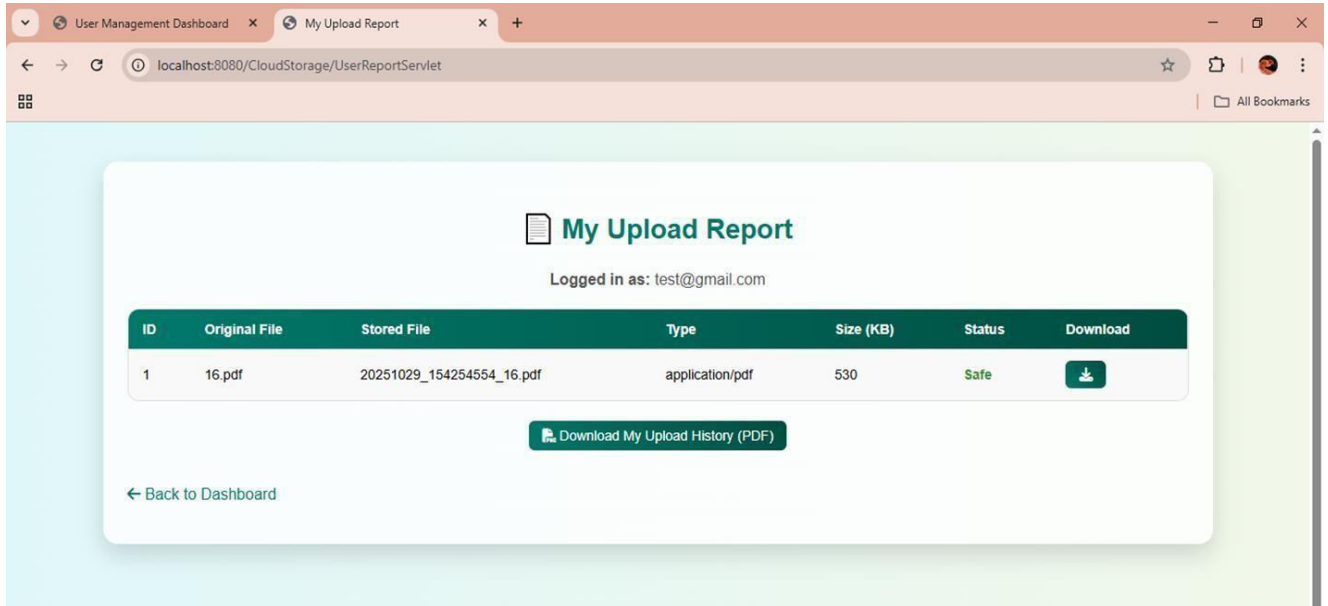 User Management Dashboard
My Upload Report
localhost:8080/CloudStorage/UserReportServlet
All Bookmarks
My Upload Report
Logged in as: test@gmail.com
ID Original File Stored File Type Size (KB) Status Download
1 16.pdf 20251029_154254554_16.pdf application/pdf 530 Safe
Download My Upload History (PDF)
Back to Dashboard